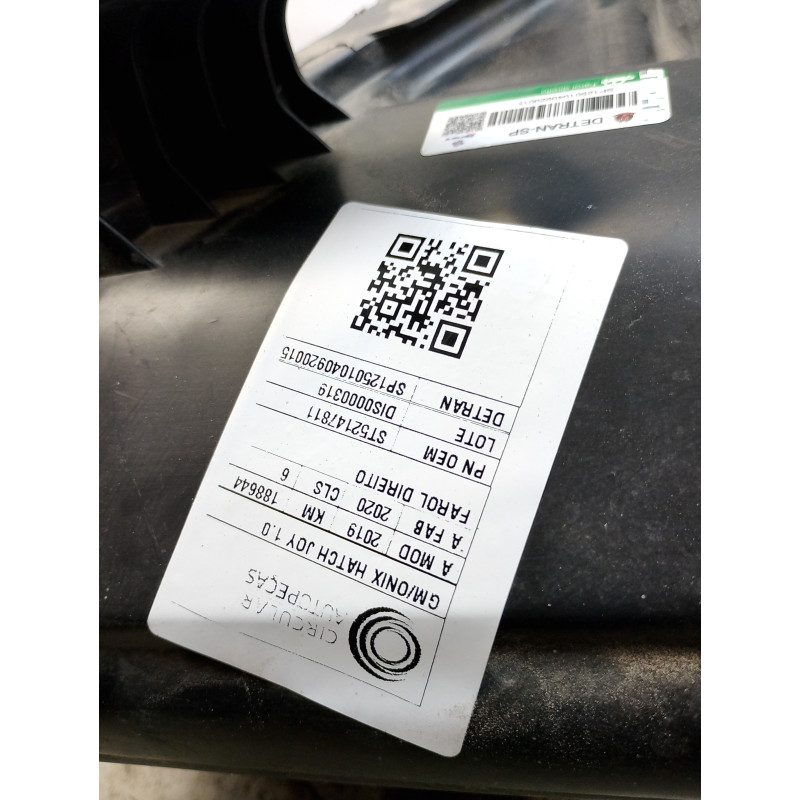 CIRCULAR
AUTOPEÇAS
GM/ONIX HATCH JOY 1.0
A MOD 2019 KM 188644
A FAB 2020 CLS 6
FAROL DIREITO
PN OEM ST52147811
LOTE DIS0000319
DETRAN SP12501040920015
DETRAN-SP
SP12501040920015